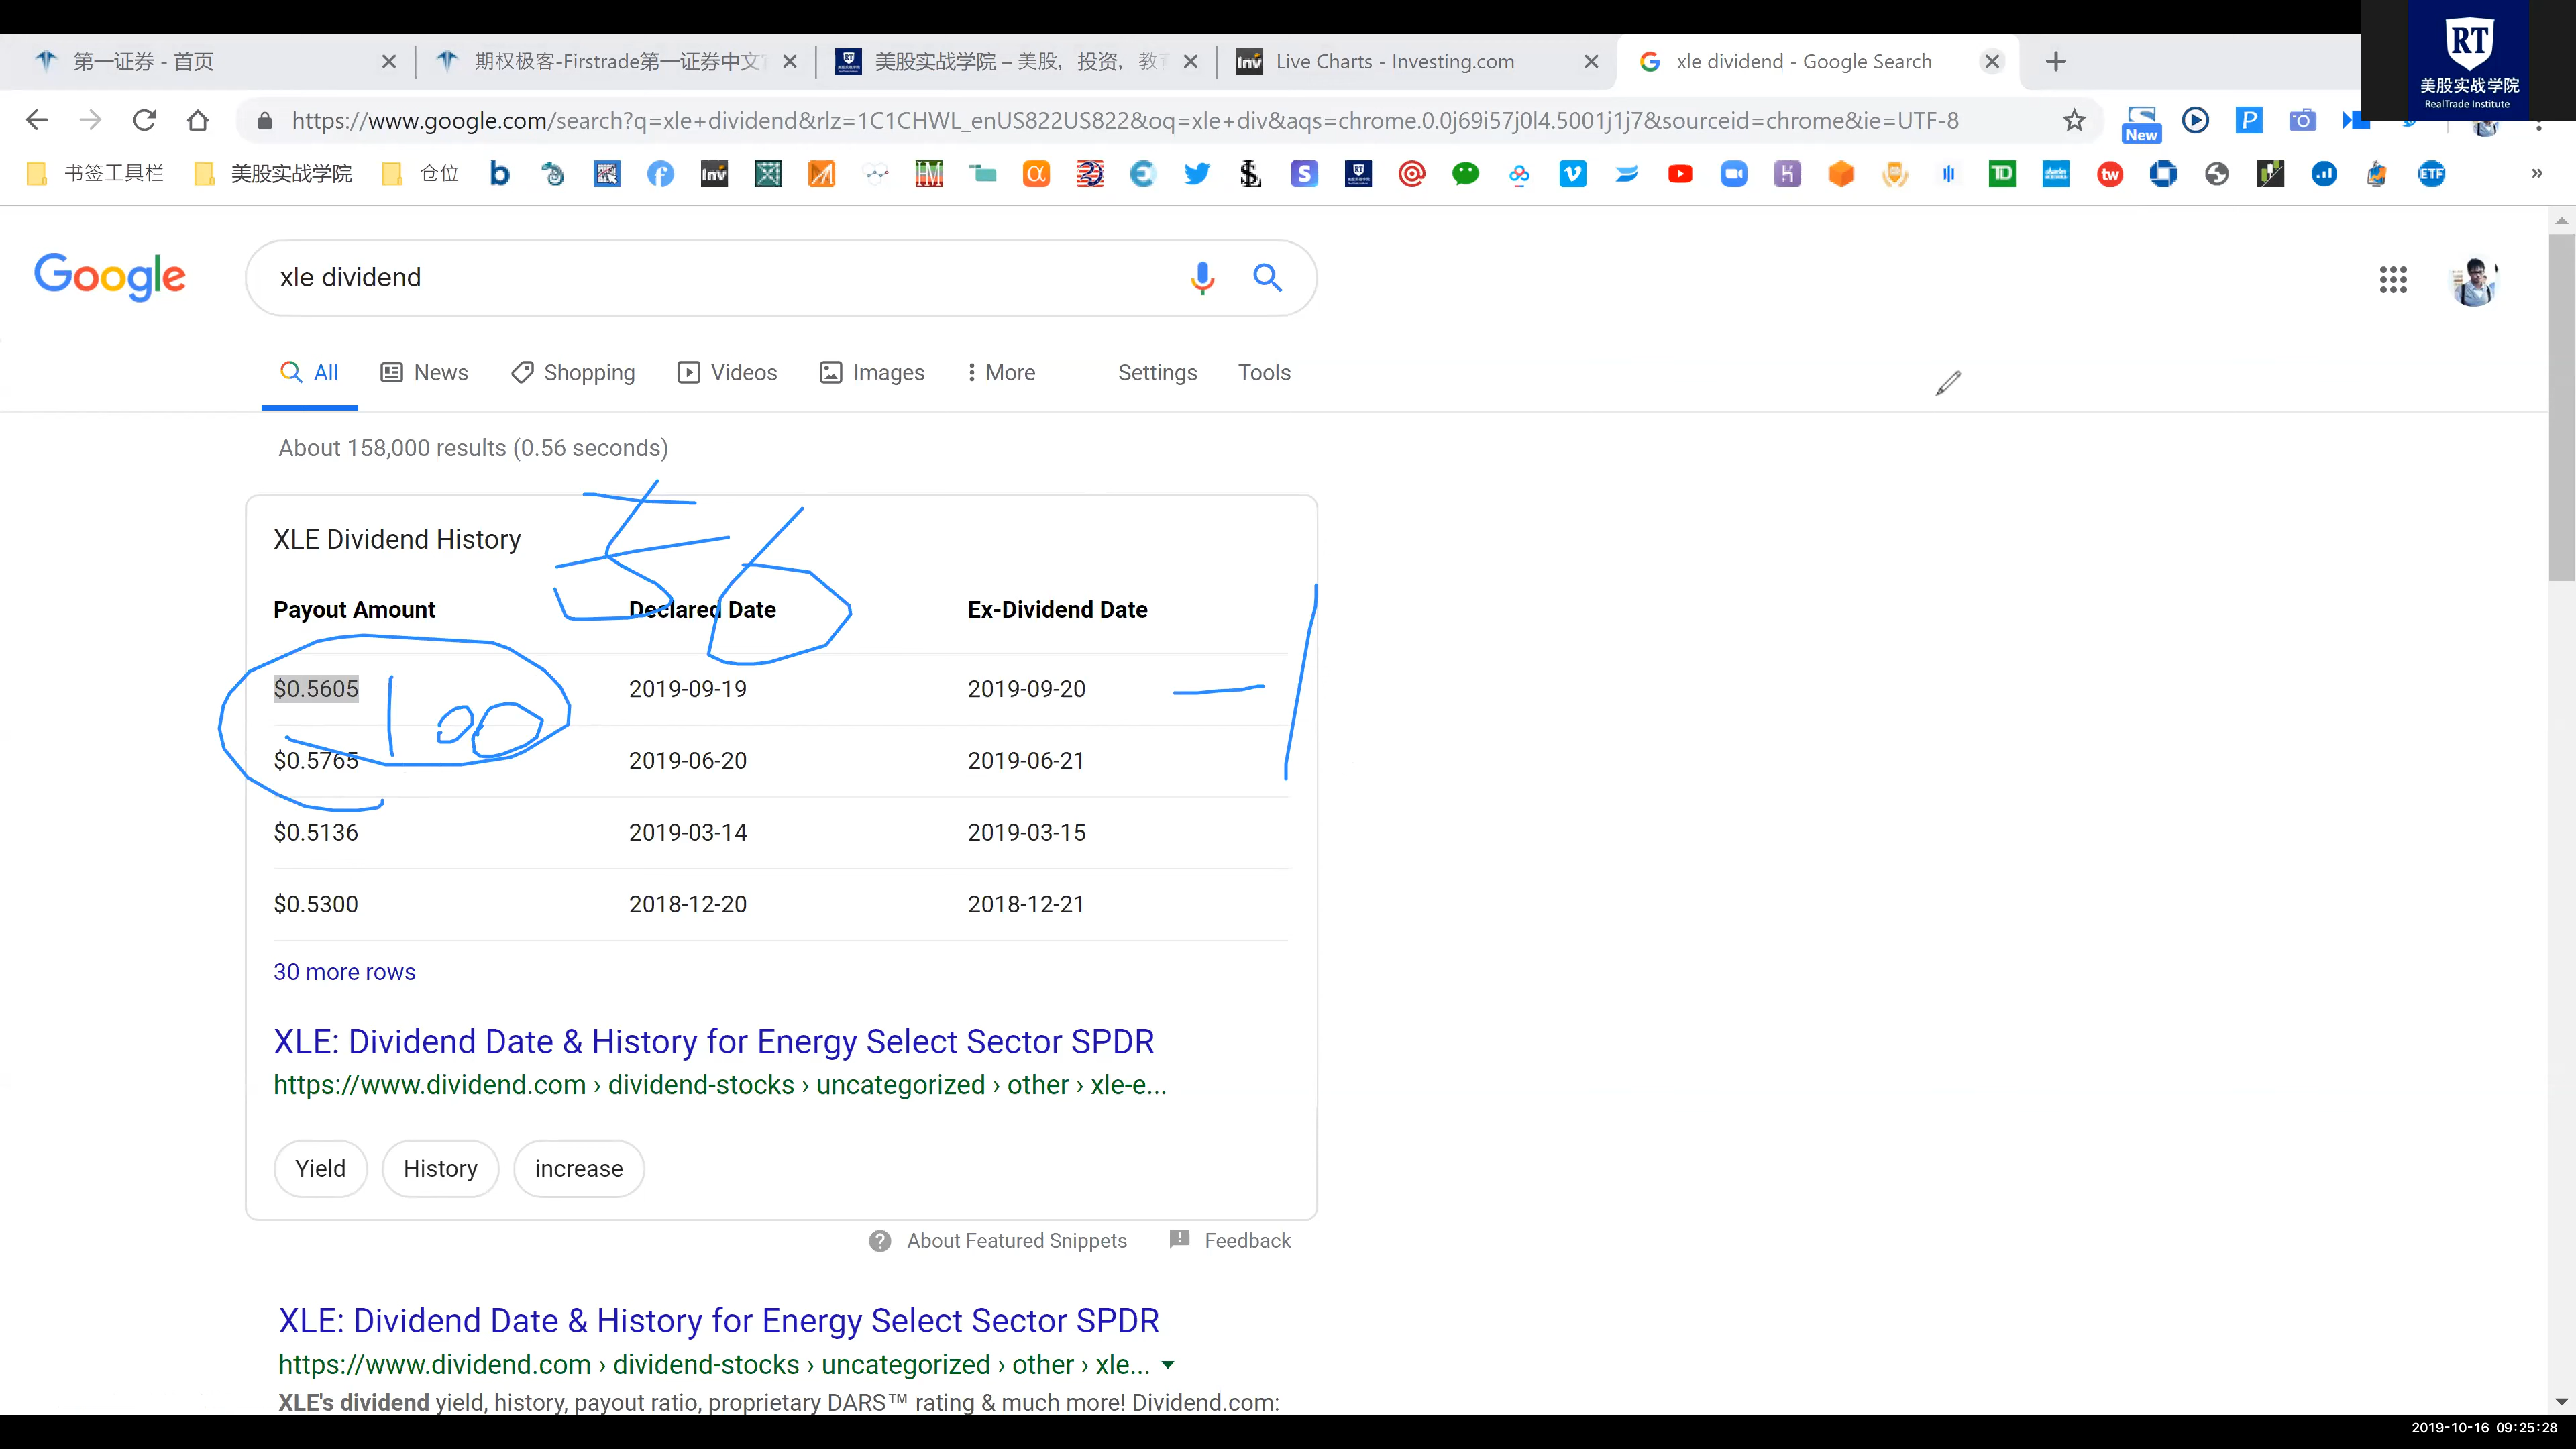 第一证券 - 首页
期权极客-Firstrade第一证券中文
美股实战学院 – 美股，投资，教
Live Charts - Investing.com
xle dividend - Google Search
RT
美股实战学院
RealTrade Institute
https://www.google.com/search?q=xle+dividend&rlz=1C1CHWL_enUS822US822&oq=xle+div&aqs=chrome.0.0j69i57j0l4.5001j1j7&sourceid=chrome&ie=UTF-8
New
书签工具栏 美股实战学院 仓位
Google
xle dividend
All News Shopping Videos Images More Settings Tools
About 158,000 results (0.56 seconds)
XLE Dividend History
56
Payout Amount Declared Date Ex-Dividend Date
$0.5605 2019-09-19 2019-09-20
100
$0.5765 2019-06-20 2019-06-21
$0.5136 2019-03-14 2019-03-15
$0.5300 2018-12-20 2018-12-21
30 more rows
XLE: Dividend Date & History for Energy Select Sector SPDR
https://www.dividend.com › dividend-stocks › uncategorized › other › xle-e...
Yield History increase
About Featured Snippets Feedback
XLE: Dividend Date & History for Energy Select Sector SPDR
https://www.dividend.com › dividend-stocks › uncategorized › other › xle...
XLE's dividend yield, history, payout ratio, proprietary DARS™ rating & much more! Dividend.com:
2019-10-16 09:25:28